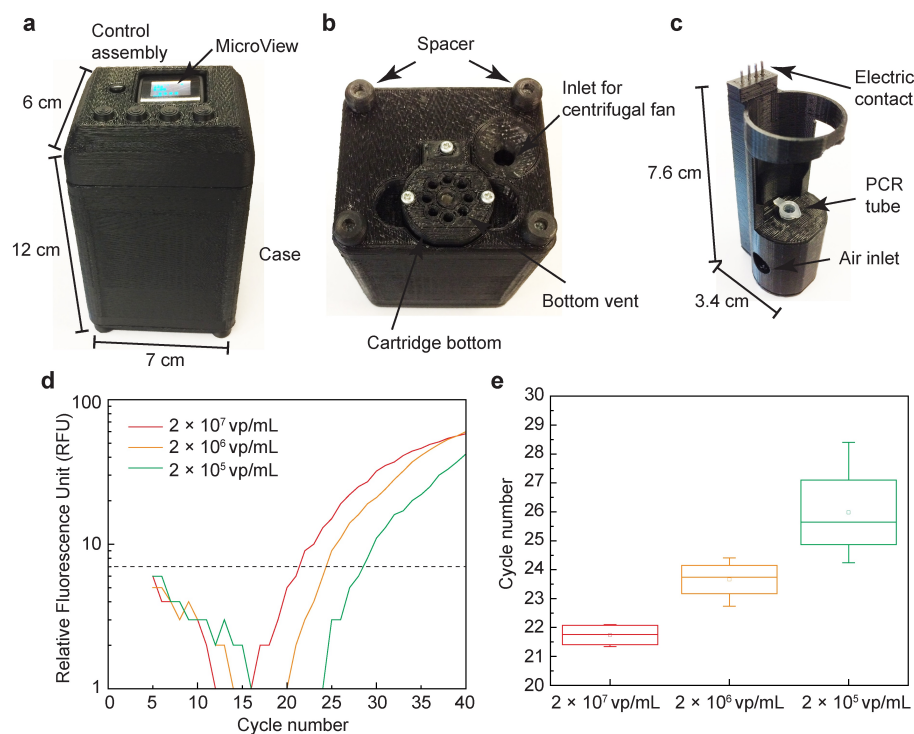 a
Control
assembly
MicroView
6 cm
12 cm
Case
7 cm
b
Spacer
Inlet for
centrifugal fan
Bottom vent
Cartridge bottom
c
Electric
contact
7.6 cm
PCR
tube
Air inlet
3.4 cm
d
Relative Fluorescence Unit (RFU)
100
10
1
2 × 10⁷ vp/mL
2 × 10⁶ vp/mL
2 × 10⁵ vp/mL
0 5 10 15 20 25 30 35 40
Cycle number
e
Cycle number
30
29
28
27
26
25
24
23
22
21
20
2 × 10⁷ vp/mL 2 × 10⁶ vp/mL 2 × 10⁵ vp/mL